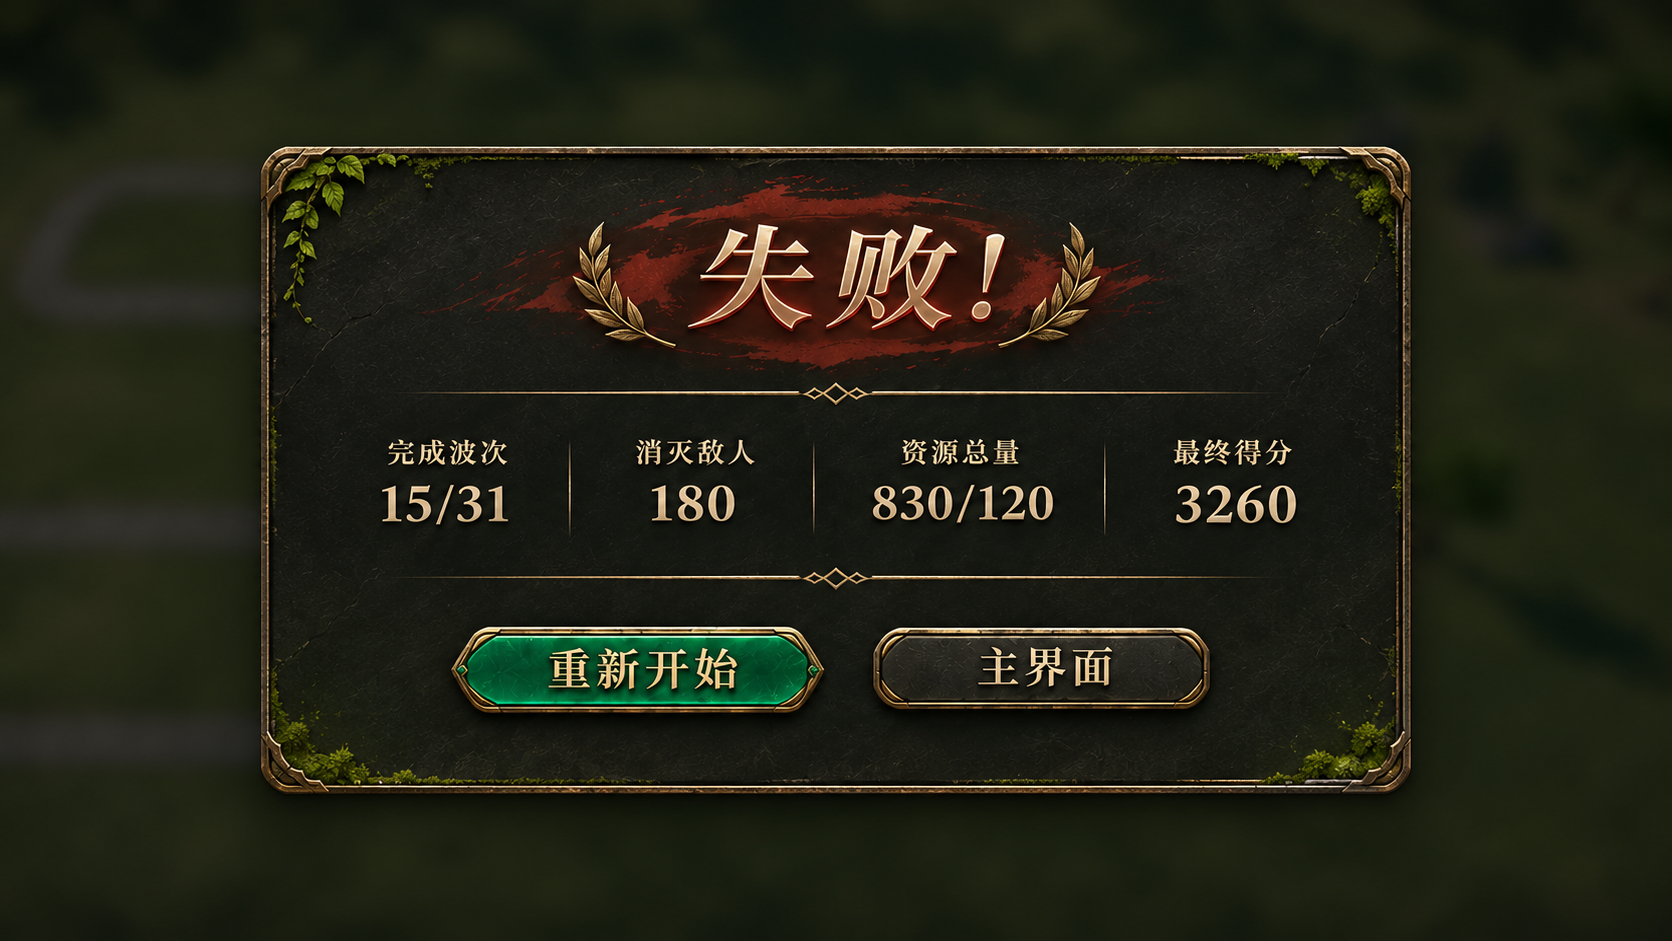 失败！
完成波次
15/31
消灭敌人
180
资源总量
830/120
最终得分
3260
重新开始
主界面